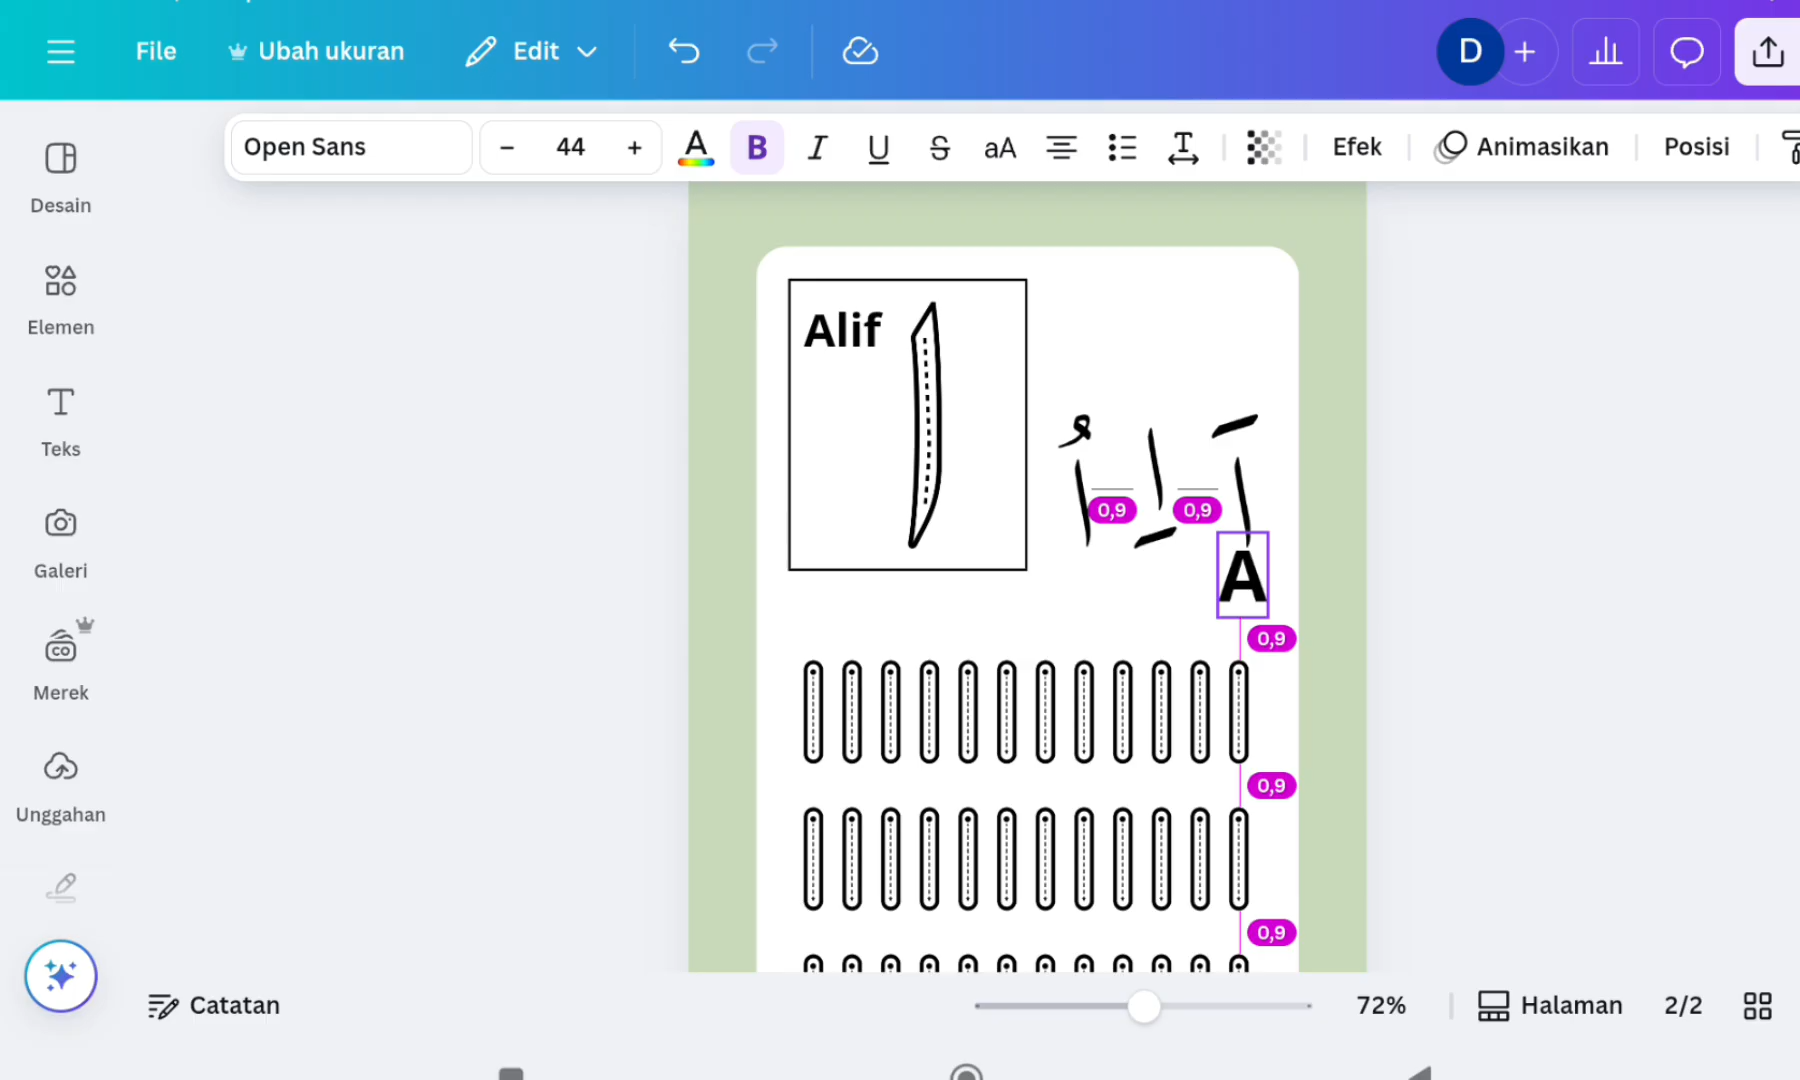 File
Ubah ukuran
Edit
D
+
Open Sans
− 44 +
A B I U S aA T
Efek
Animasikan
Posisi
Desain
Elemen
Teks
Galeri
CO
Merek
Unggahan
Alif
اُ اِ اَ
ا
0,9
0,9
A
0,9
0,9
0,9
Catatan
72%
Halaman
2/2